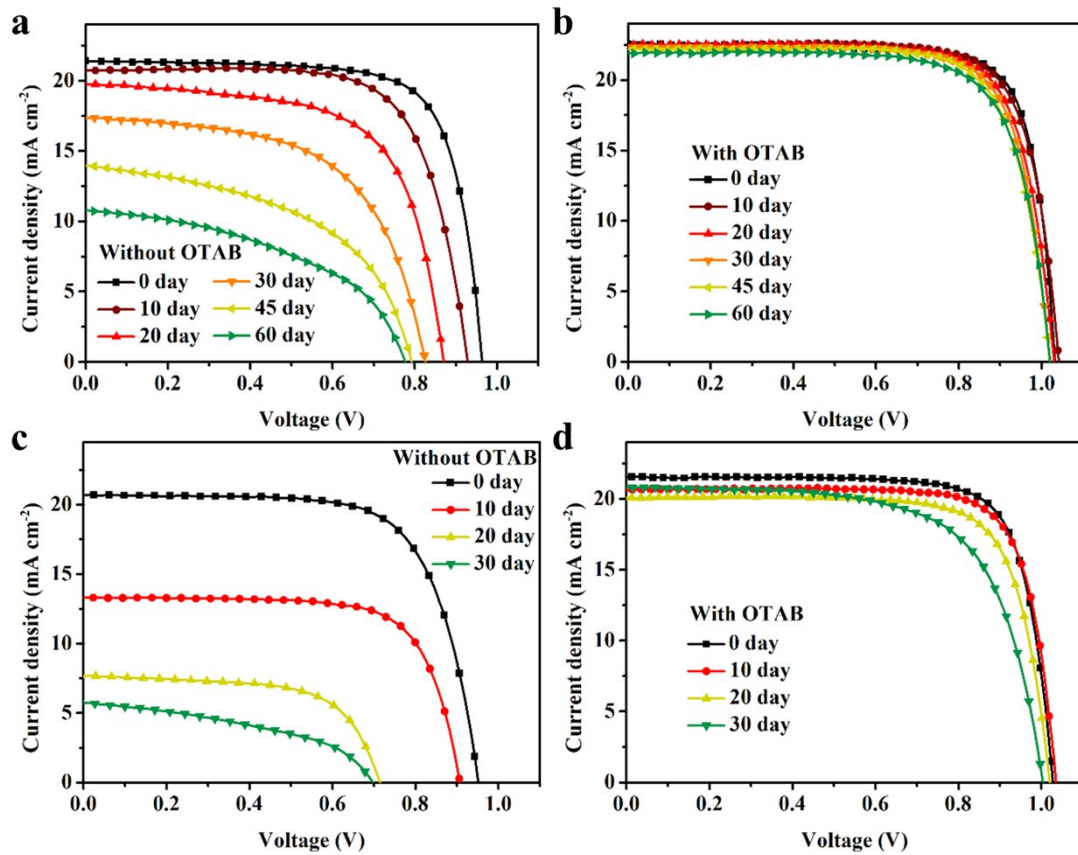 a
Current density (mA cm⁻²)
20
15
10
5
0
Without OTAB
0 day
10 day
20 day
30 day
45 day
60 day
0.0 0.2 0.4 0.6 0.8 1.0
Voltage (V)
b
Current density (mA cm⁻²)
20
15
10
5
0
With OTAB
0 day
10 day
20 day
30 day
45 day
60 day
0.0 0.2 0.4 0.6 0.8 1.0
Voltage (V)
c
Current density (mA cm⁻²)
20
15
10
5
0
Without OTAB
0 day
10 day
20 day
30 day
0.0 0.2 0.4 0.6 0.8 1.0
Voltage (V)
d
Current density (mA cm⁻²)
20
15
10
5
0
With OTAB
0 day
10 day
20 day
30 day
0.0 0.2 0.4 0.6 0.8 1.0
Voltage (V)